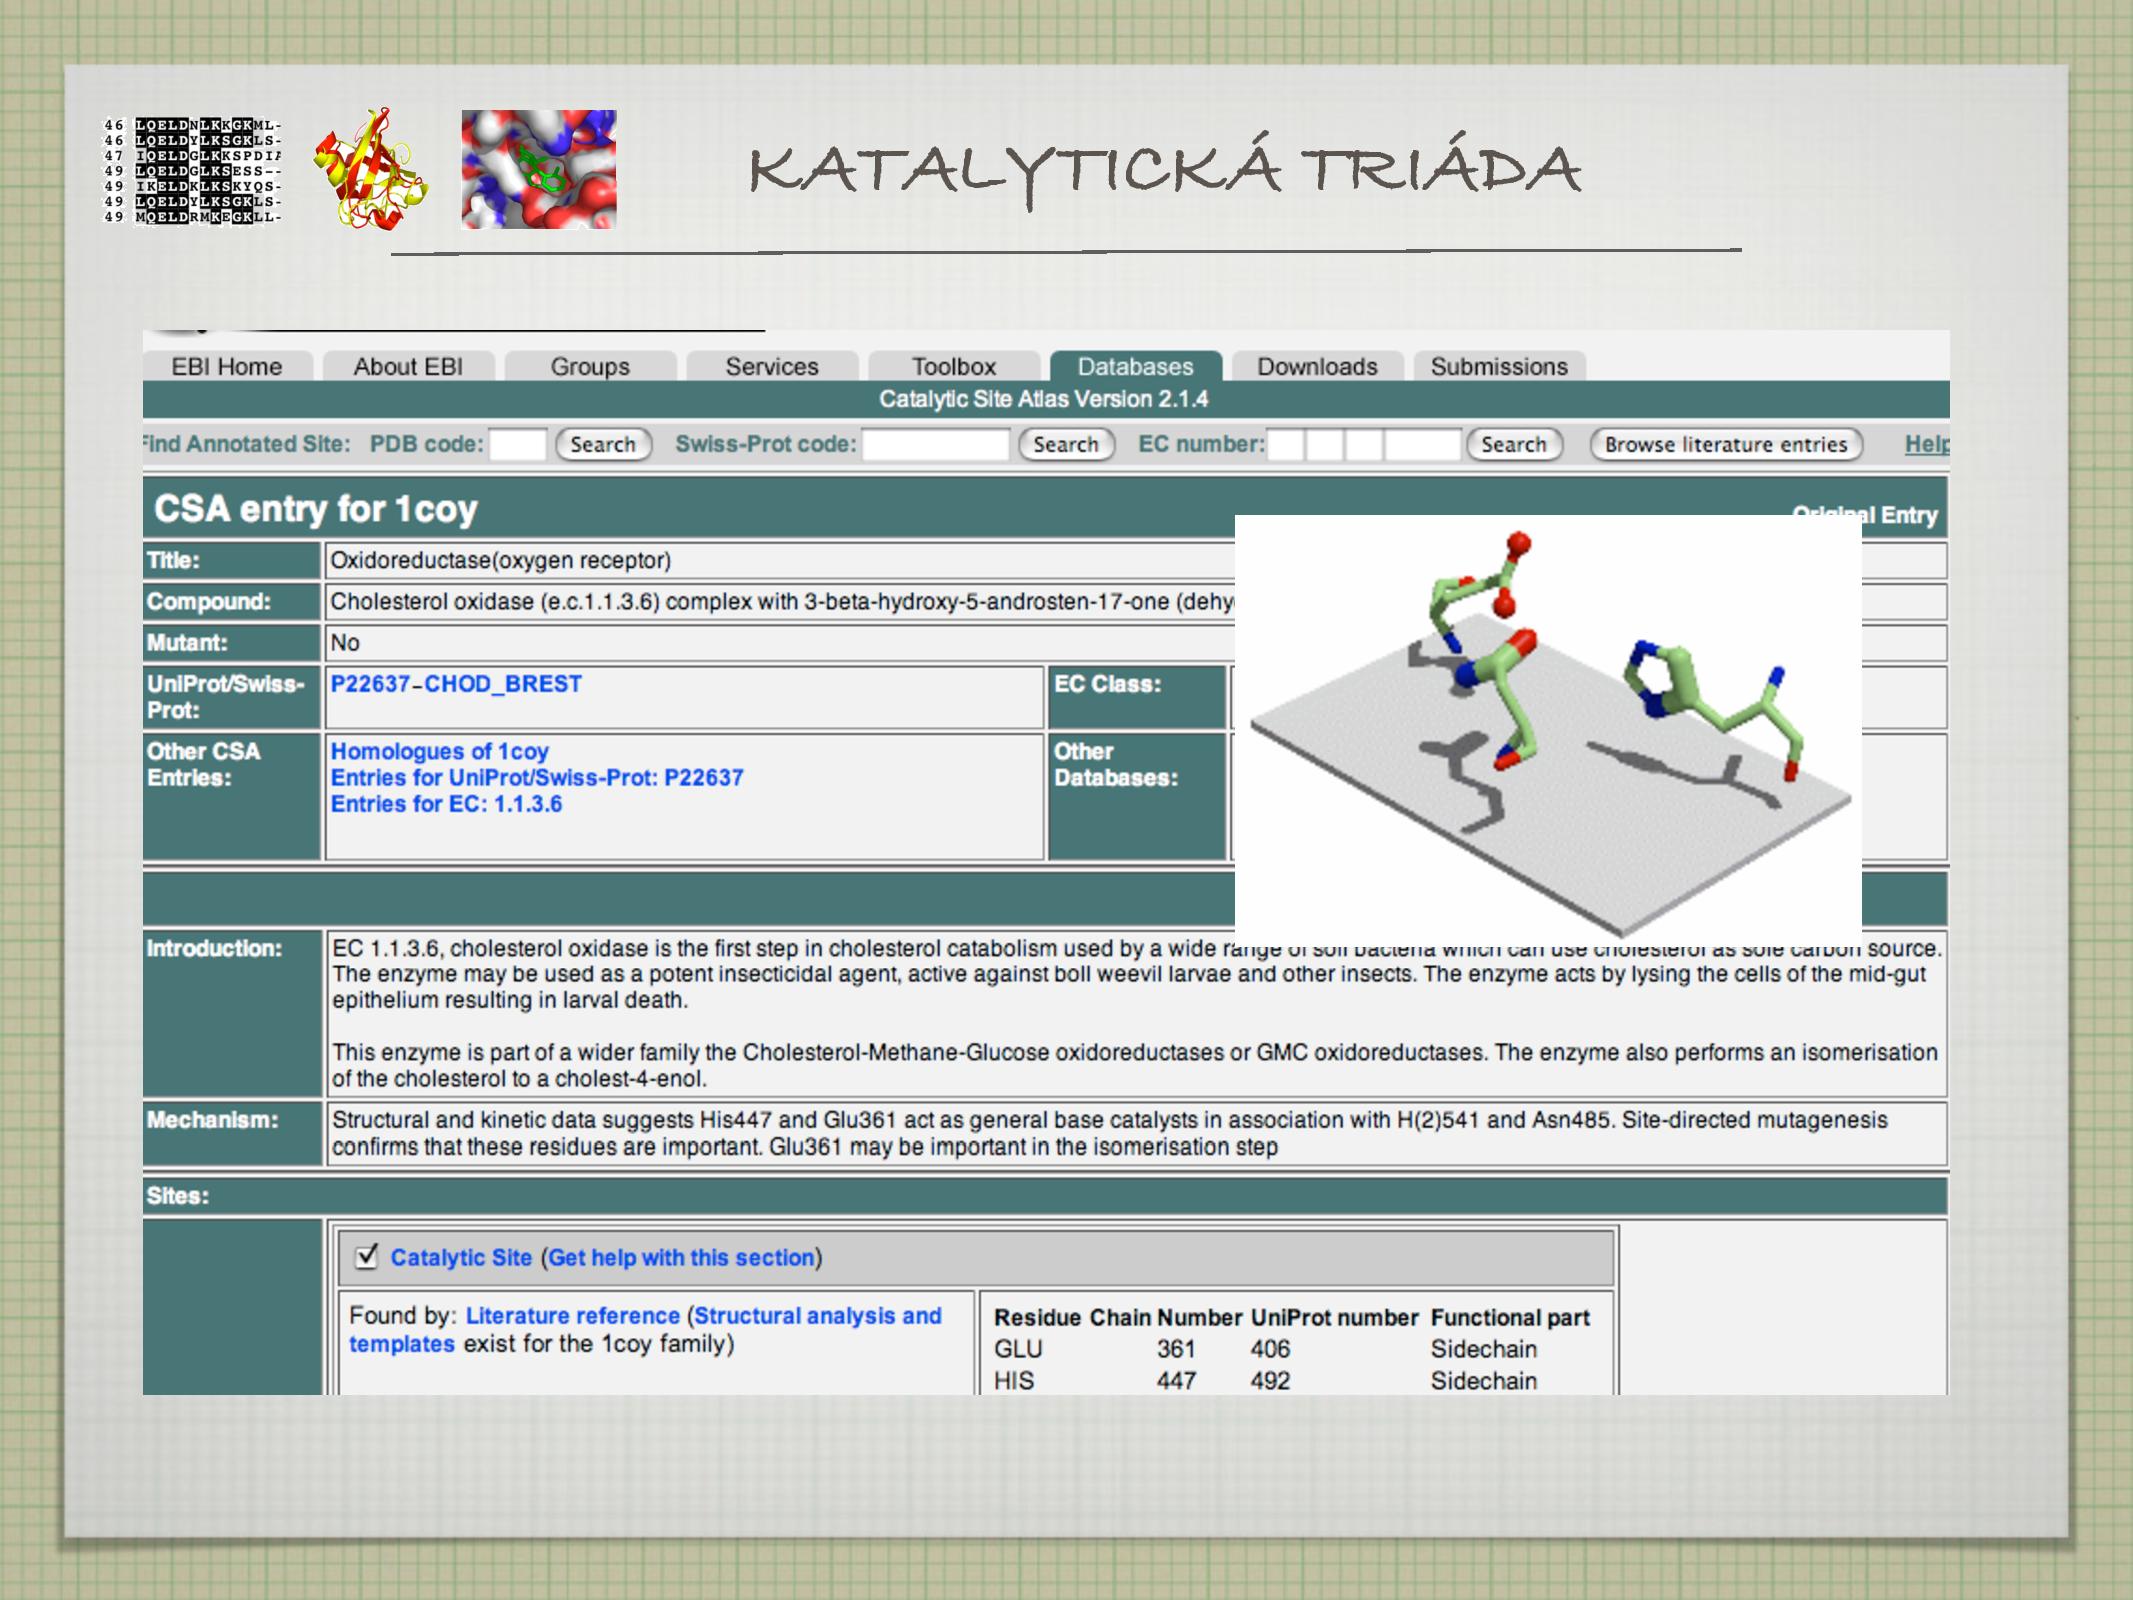 46 LQELDNLKKGKML-
46 LQELDYLKSGKLS-
47 IQELDGLKKSPDI
49 LQELDGLKSESS--
49 IKELDKLKSKYQS-
49 LQELDYLKSGKLS-
49 MQELDRMKEGKLL-
KATALYTICKÁ TRIÁDA
EBI Home About EBI Groups Services Toolbox Databases Downloads Submissions
Catalytic Site Atlas Version 2.1.4
Find Annotated Site: PDB code: Search Swiss-Prot code: Search EC number: Search Browse literature entries Help
CSA entry for 1coy
Original Entry
Title: Oxidoreductase(oxygen receptor)
Compound: Cholesterol oxidase (e.c.1.1.3.6) complex with 3-beta-hydroxy-5-androsten-17-one (dehy
Mutant: No
UniProt/Swiss-Prot: P22637-CHOD_BREST EC Class:
Other CSA Entries: Homologues of 1coy Other Databases:
Entries for UniProt/Swiss-Prot: P22637
Entries for EC: 1.1.3.6
Introduction: EC 1.1.3.6, cholesterol oxidase is the first step in cholesterol catabolism used by a wide range of soil bacteria which can use cholesterol as sole carbon source.
The enzyme may be used as a potent insecticidal agent, active against boll weevil larvae and other insects. The enzyme acts by lysing the cells of the mid-gut
epithelium resulting in larval death.
This enzyme is part of a wider family the Cholesterol-Methane-Glucose oxidoreductases or GMC oxidoreductases. The enzyme also performs an isomerisation
of the cholesterol to a cholest-4-enol.
Mechanism: Structural and kinetic data suggests His447 and Glu361 act as general base catalysts in association with H(2)541 and Asn485. Site-directed mutagenesis
confirms that these residues are important. Glu361 may be important in the isomerisation step
Sites:
Catalytic Site (Get help with this section)
Found by: Literature reference (Structural analysis and
templates exist for the 1coy family)
Residue Chain Number UniProt number Functional part
GLU 361 406 Sidechain
HIS 447 492 Sidechain